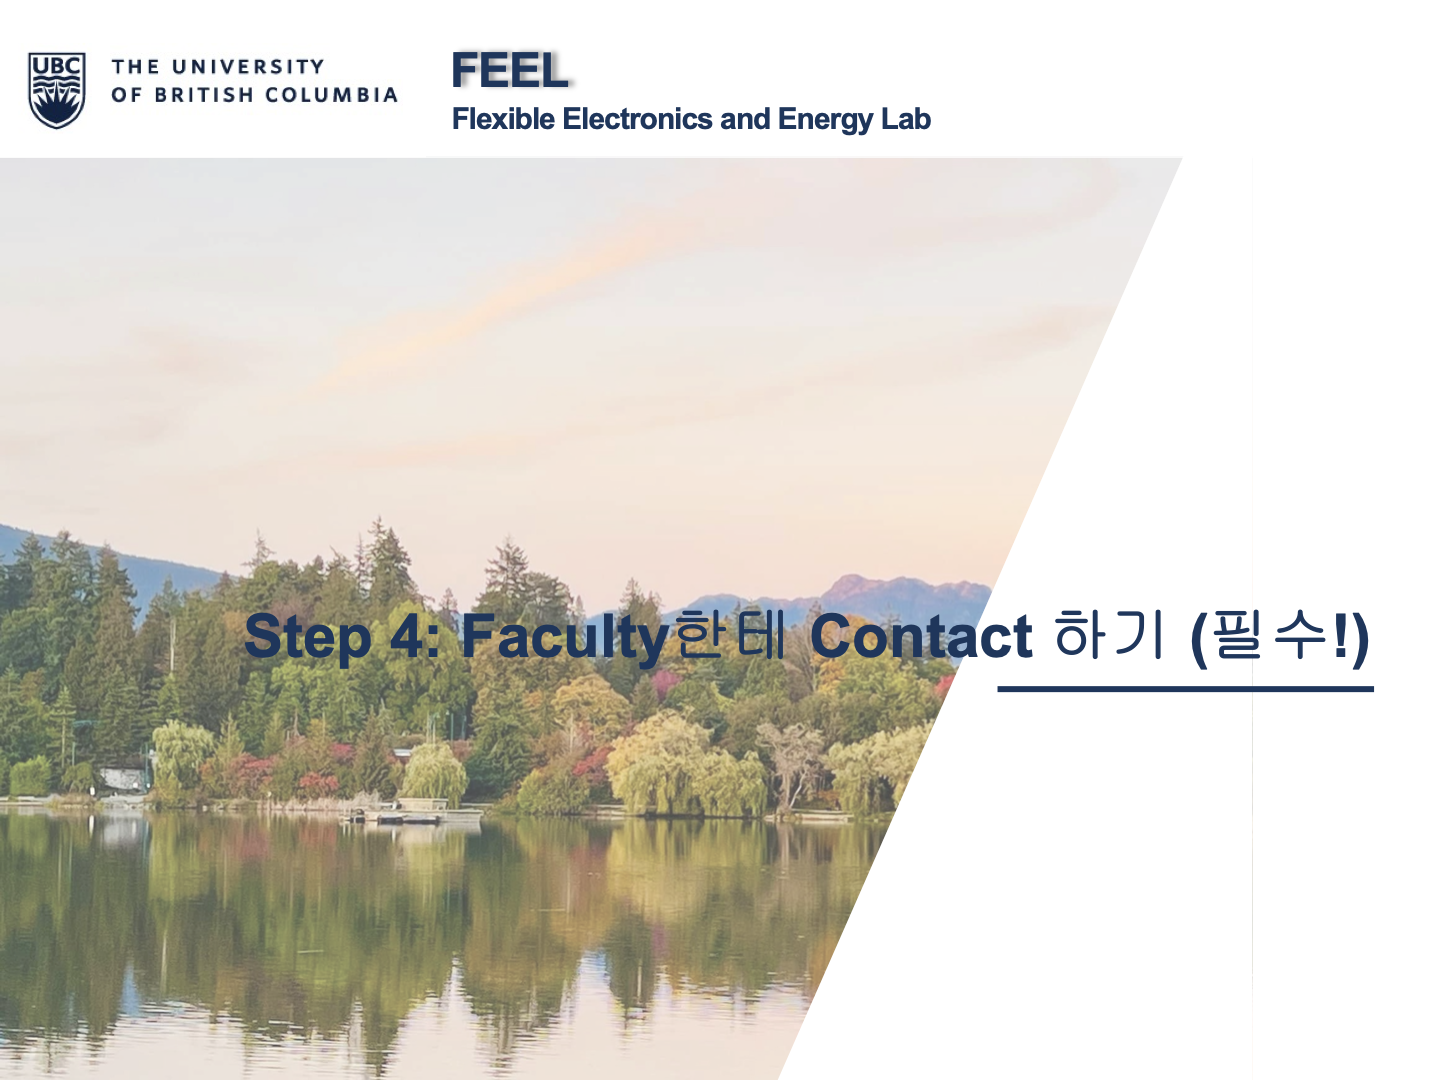 UBC
THE UNIVERSITY
OF BRITISH COLUMBIA
FEEL
Flexible Electronics and Energy Lab
Step 4: Faculty한테 Contact 하기 (필수!)